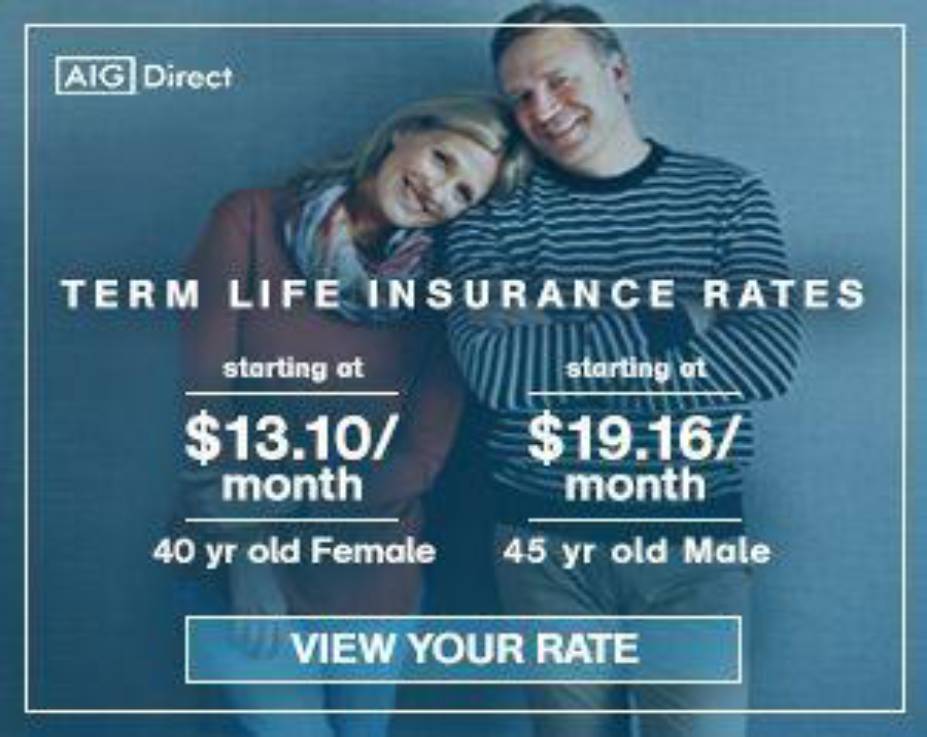 AIG Direct
TERM LIFE INSURANCE RATES
starting at
$13.10/
month
40 yr old Female
starting at
$19.16/
month
45 yr old Male
VIEW YOUR RATE